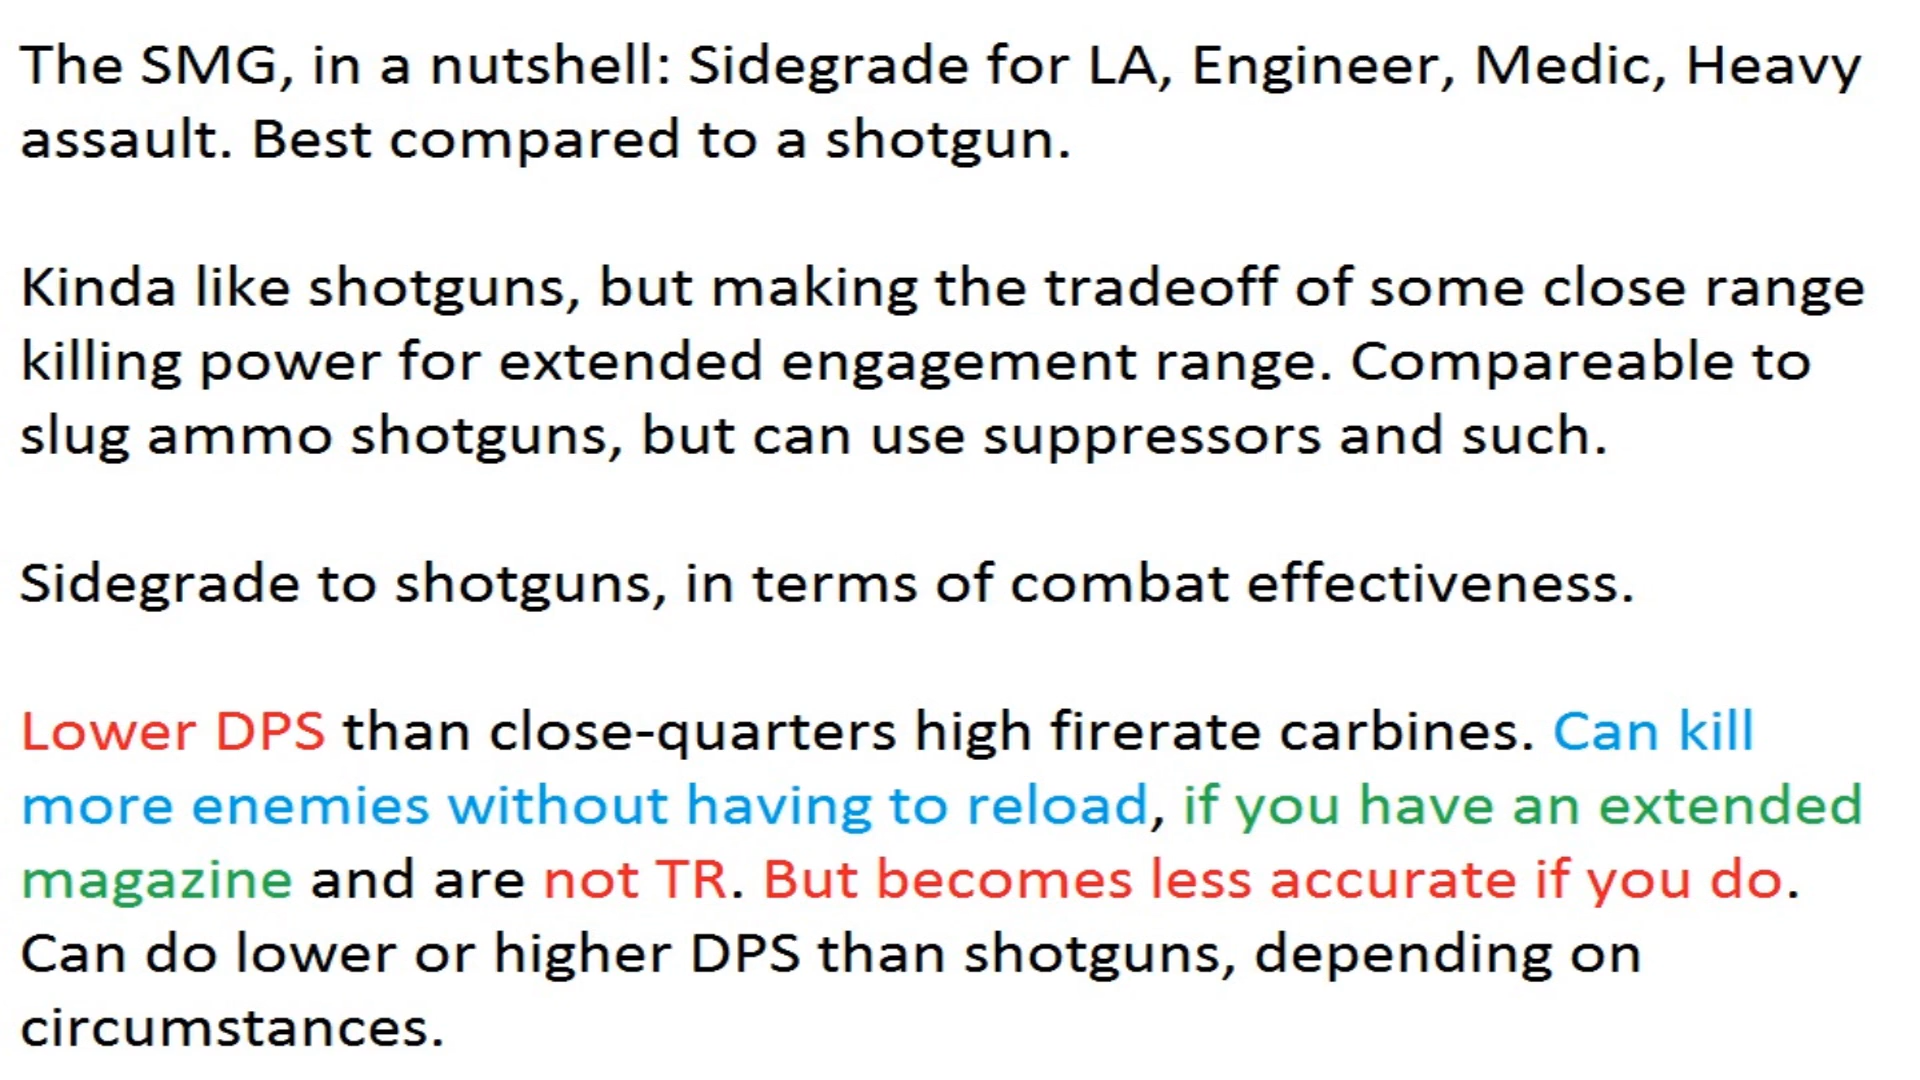 The SMG, in a nutshell: Sidegrade for LA, Engineer, Medic, Heavy
assault. Best compared to a shotgun.
Kinda like shotguns, but making the tradeoff of some close range
killing power for extended engagement range. Compareable to
slug ammo shotguns, but can use suppressors and such.
Sidegrade to shotguns, in terms of combat effectiveness.
Lower DPS than close-quarters high firerate carbines. Can kill
more enemies without having to reload, if you have an extended
magazine and are not TR. But becomes less accurate if you do.
Can do lower or higher DPS than shotguns, depending on
circumstances.